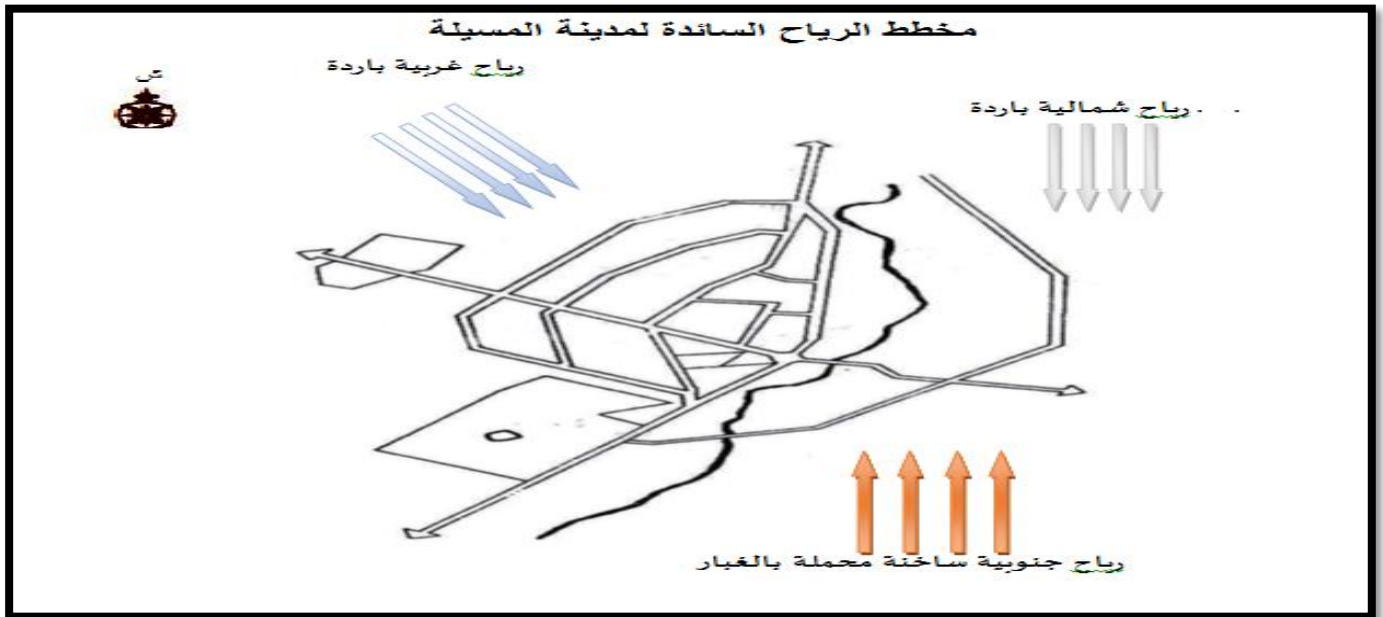 مخطط الرياح السائدة لمدينة المسيلة
رياح غربية باردة
ش
. . رياح شمالية باردة
رياح جنوبية ساخنة محملة بالغبار